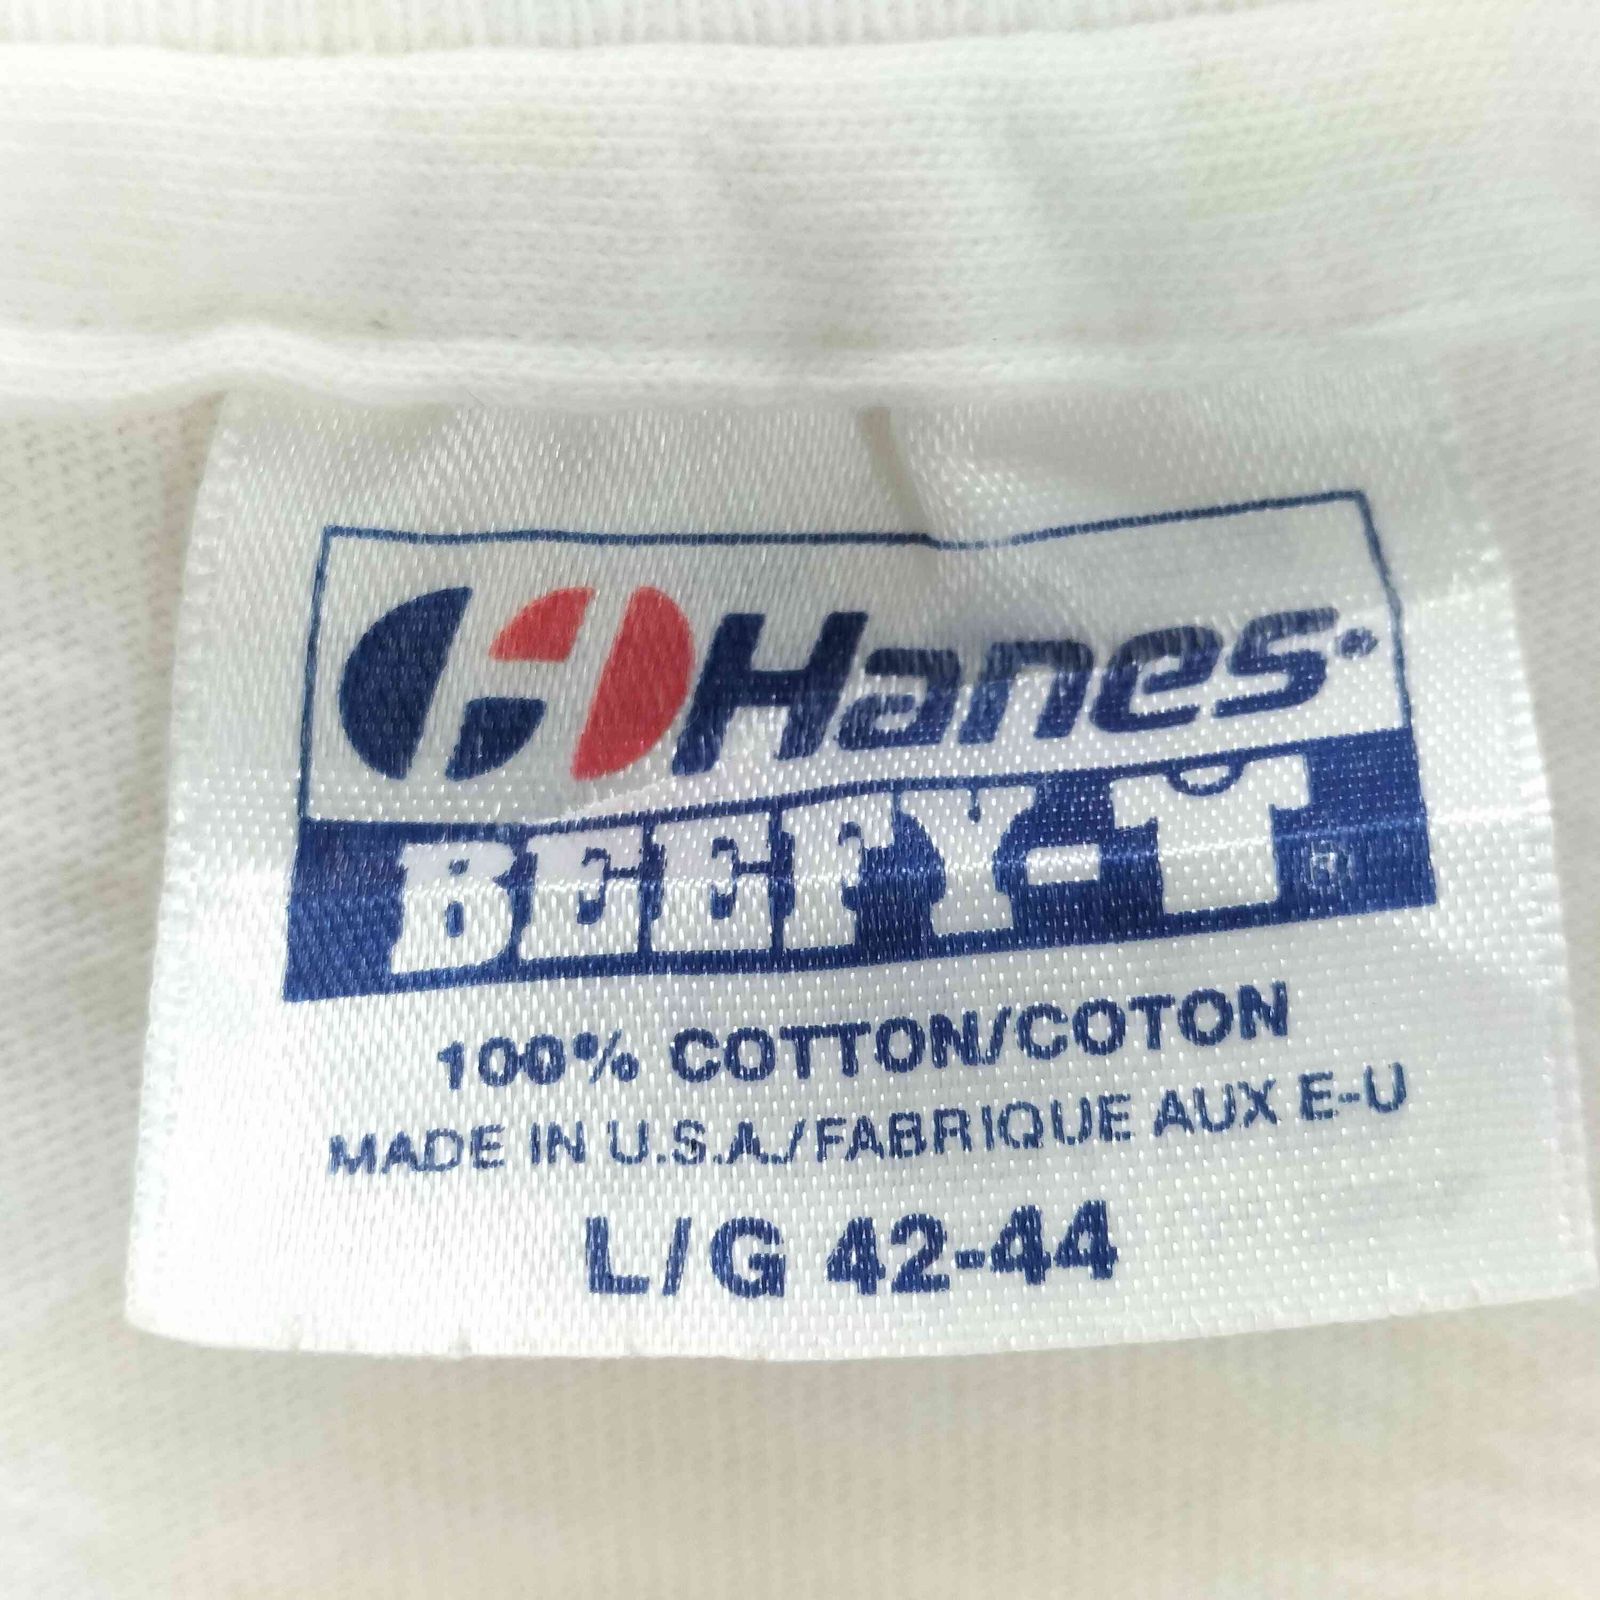 Hanes®
BEEFY-T®
100% COTTON/COTON
MADE IN U.S.A./FABRIQUE AUX E-U
L/G 42-44